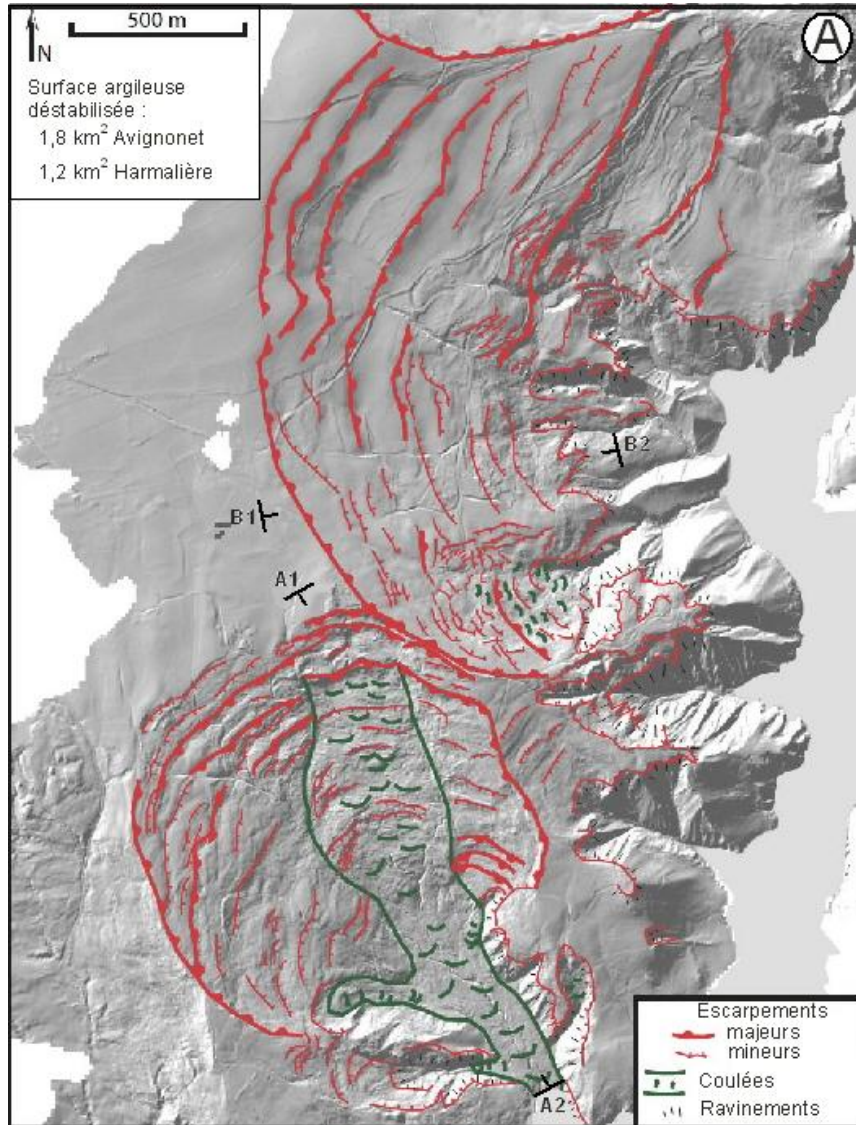 500 m
A
N
Surface argileuse
déstabilisée :
1,8 km² Avignonet
1,2 km² Harmalière
B2
B1
A1
A2
Escarpements
majeurs
mineurs
Coulées
Ravinements